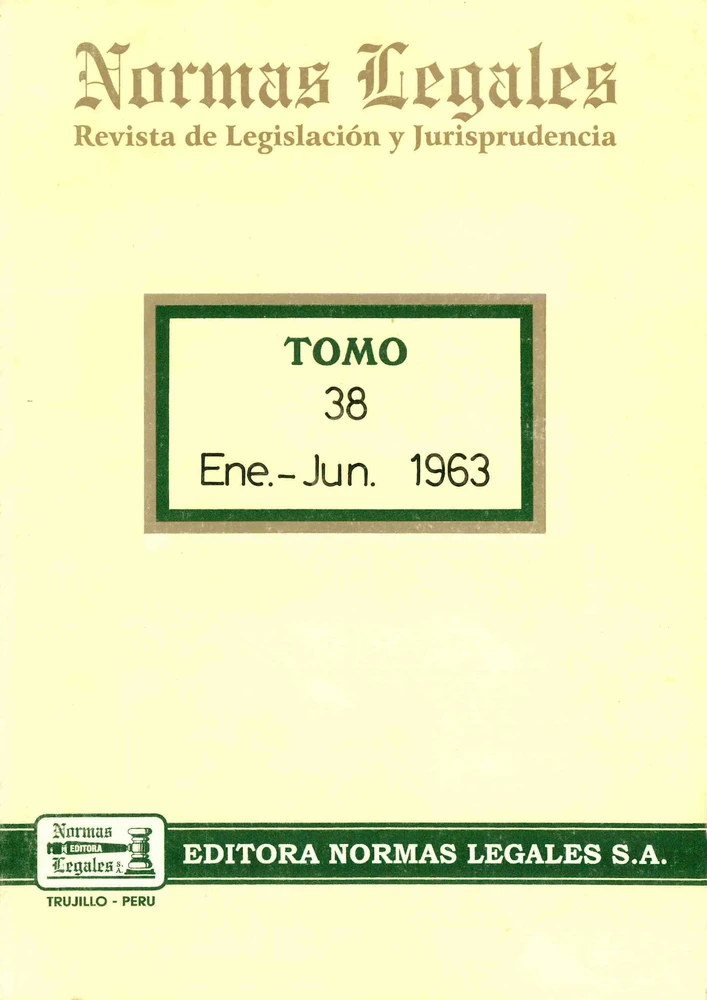 Normas Legales
Revista de Legislación y Jurisprudencia
TOMO
38
Ene.-Jun. 1963
Normas
EDITORA
Legales S.A.
EDITORA NORMAS LEGALES S.A.
TRUJILLO - PERU